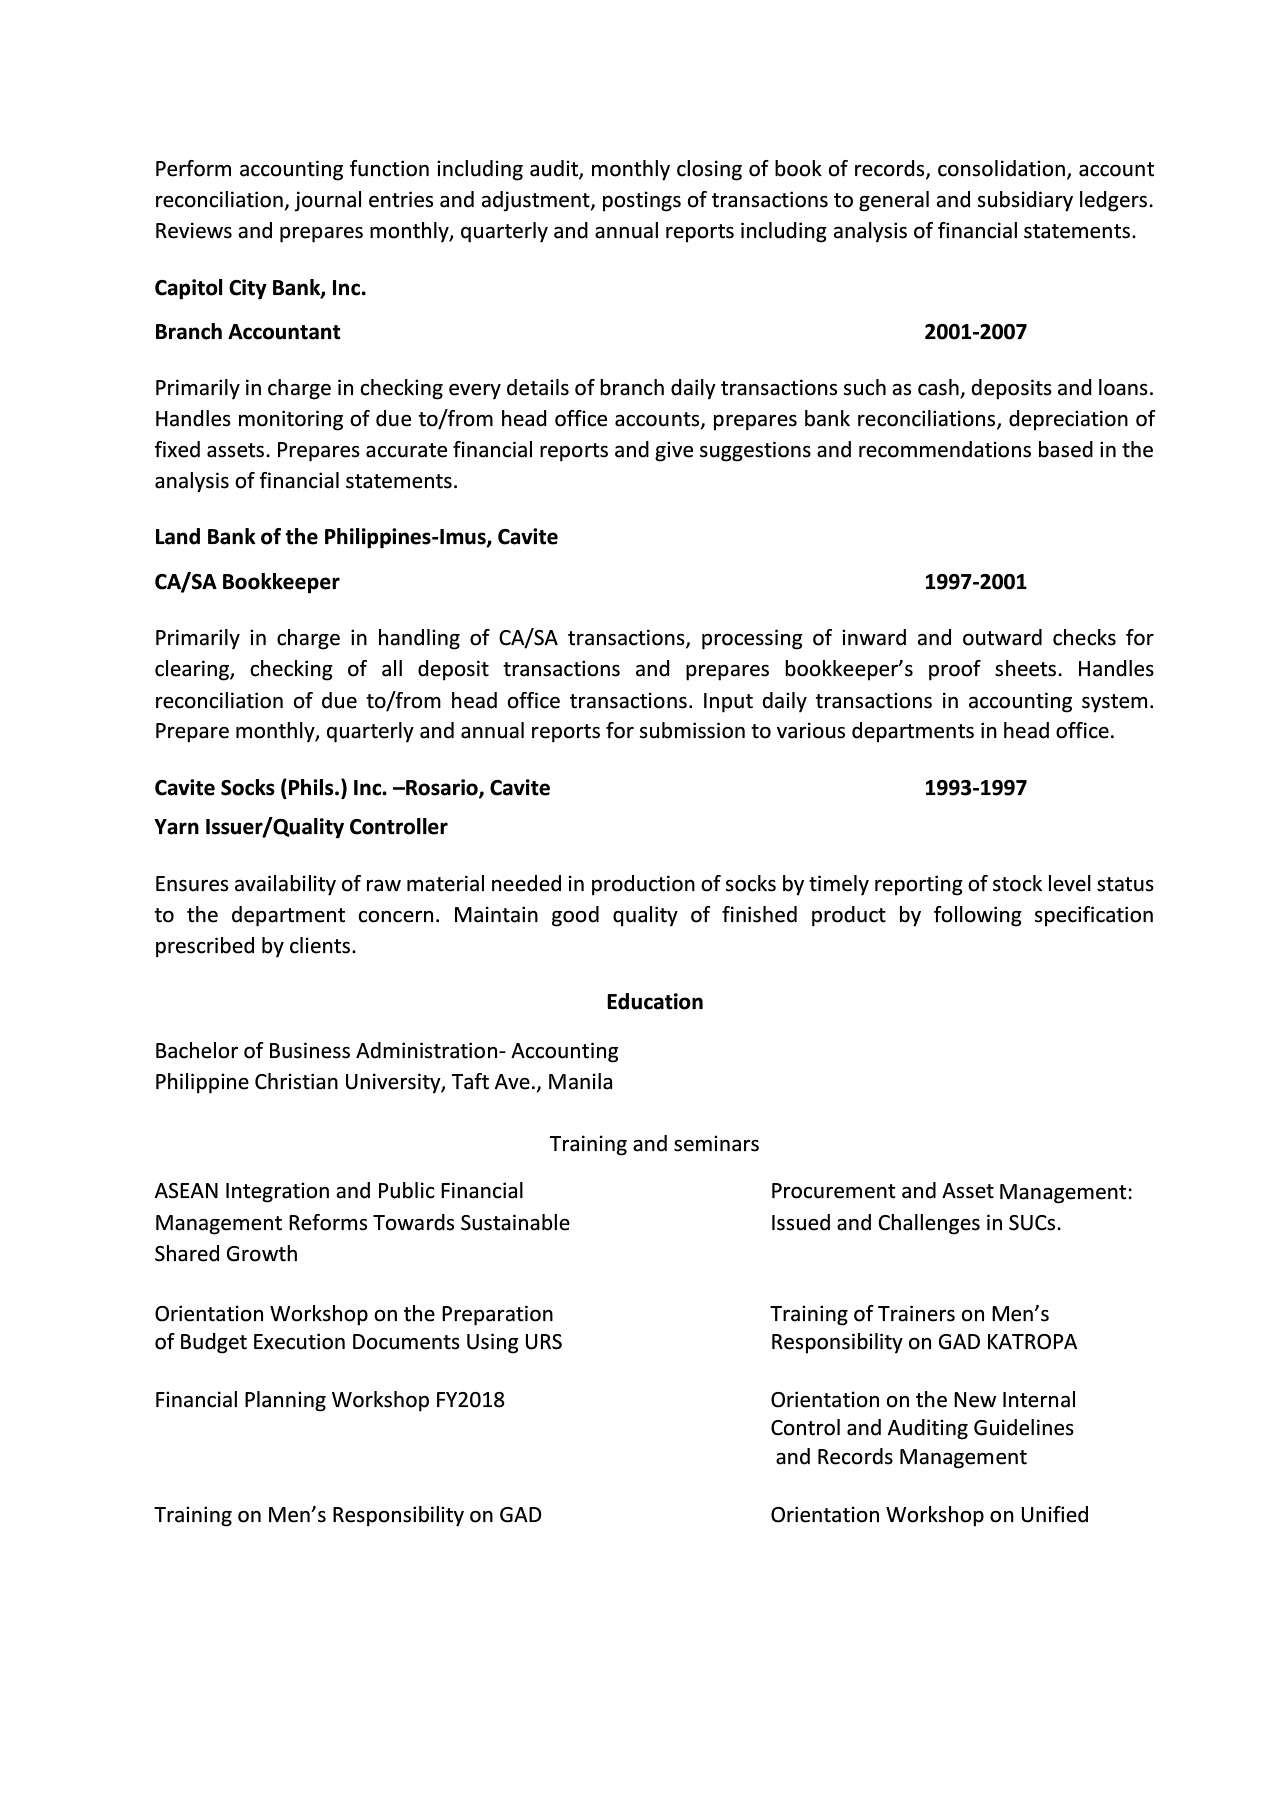 Perform accounting function including audit, monthly closing of book of records, consolidation, account
reconciliation, journal entries and adjustment, postings of transactions to general and subsidiary ledgers.
Reviews and prepares monthly, quarterly and annual reports including analysis of financial statements.
Capitol City Bank, Inc.
Branch Accountant 2001-2007
Primarily in charge in checking every details of branch daily transactions such as cash, deposits and loans.
Handles monitoring of due to/from head office accounts, prepares bank reconciliations, depreciation of
fixed assets. Prepares accurate financial reports and give suggestions and recommendations based in the
analysis of financial statements.
Land Bank of the Philippines-Imus, Cavite
CA/SA Bookkeeper 1997-2001
Primarily in charge in handling of CA/SA transactions, processing of inward and outward checks for
clearing, checking of all deposit transactions and prepares bookkeeper’s proof sheets. Handles
reconciliation of due to/from head office transactions. Input daily transactions in accounting system.
Prepare monthly, quarterly and annual reports for submission to various departments in head office.
Cavite Socks (Phils.) Inc. –Rosario, Cavite 1993-1997
Yarn Issuer/Quality Controller
Ensures availability of raw material needed in production of socks by timely reporting of stock level status
to the department concern. Maintain good quality of finished product by following specification
prescribed by clients.
Education
Bachelor of Business Administration- Accounting
Philippine Christian University, Taft Ave., Manila
Training and seminars
ASEAN Integration and Public Financial Procurement and Asset Management:
Management Reforms Towards Sustainable Issued and Challenges in SUCs.
Shared Growth
Orientation Workshop on the Preparation Training of Trainers on Men’s
of Budget Execution Documents Using URS Responsibility on GAD KATROPA
Financial Planning Workshop FY2018 Orientation on the New Internal
Control and Auditing Guidelines
and Records Management
Training on Men’s Responsibility on GAD Orientation Workshop on Unified